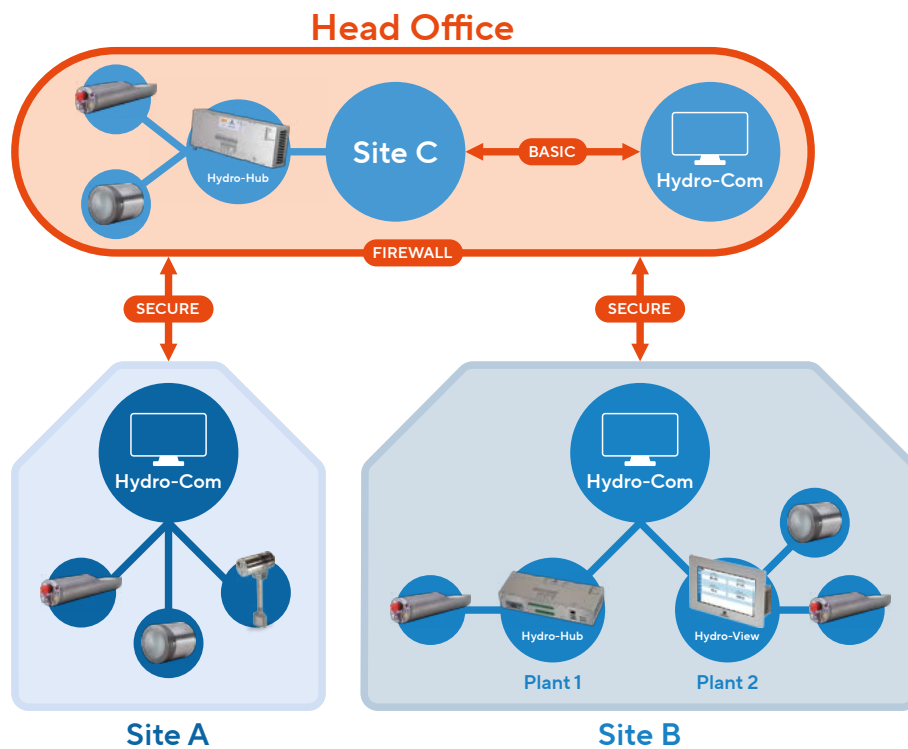 Head Office
Hydro-Hub
Site C
BASIC
Hydro-Com
FIREWALL
SECURE
SECURE
Hydro-Com
Hydro-Com
Hydro-Hub
Hydro-View
Plant 1
Plant 2
Site A
Site B